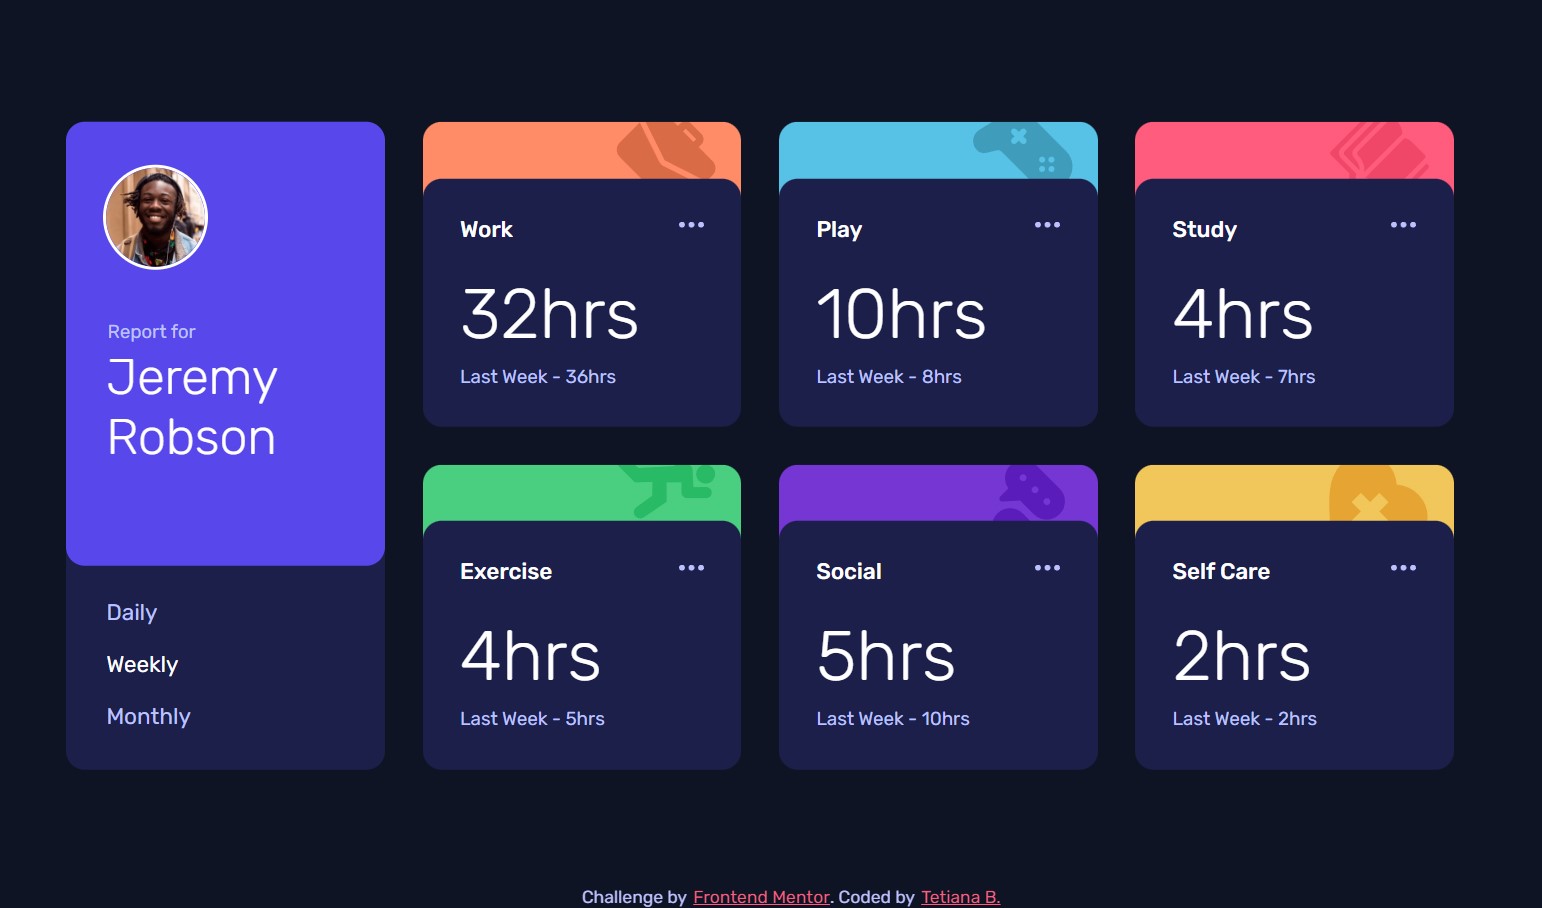 Report for
Jeremy
Robson
Daily
Weekly
Monthly
Work
32hrs
Last Week - 36hrs
Play
10hrs
Last Week - 8hrs
Study
4hrs
Last Week - 7hrs
Exercise
4hrs
Last Week - 5hrs
Social
5hrs
Last Week - 10hrs
Self Care
2hrs
Last Week - 2hrs
Challenge by Frontend Mentor. Coded by Tetiana B.